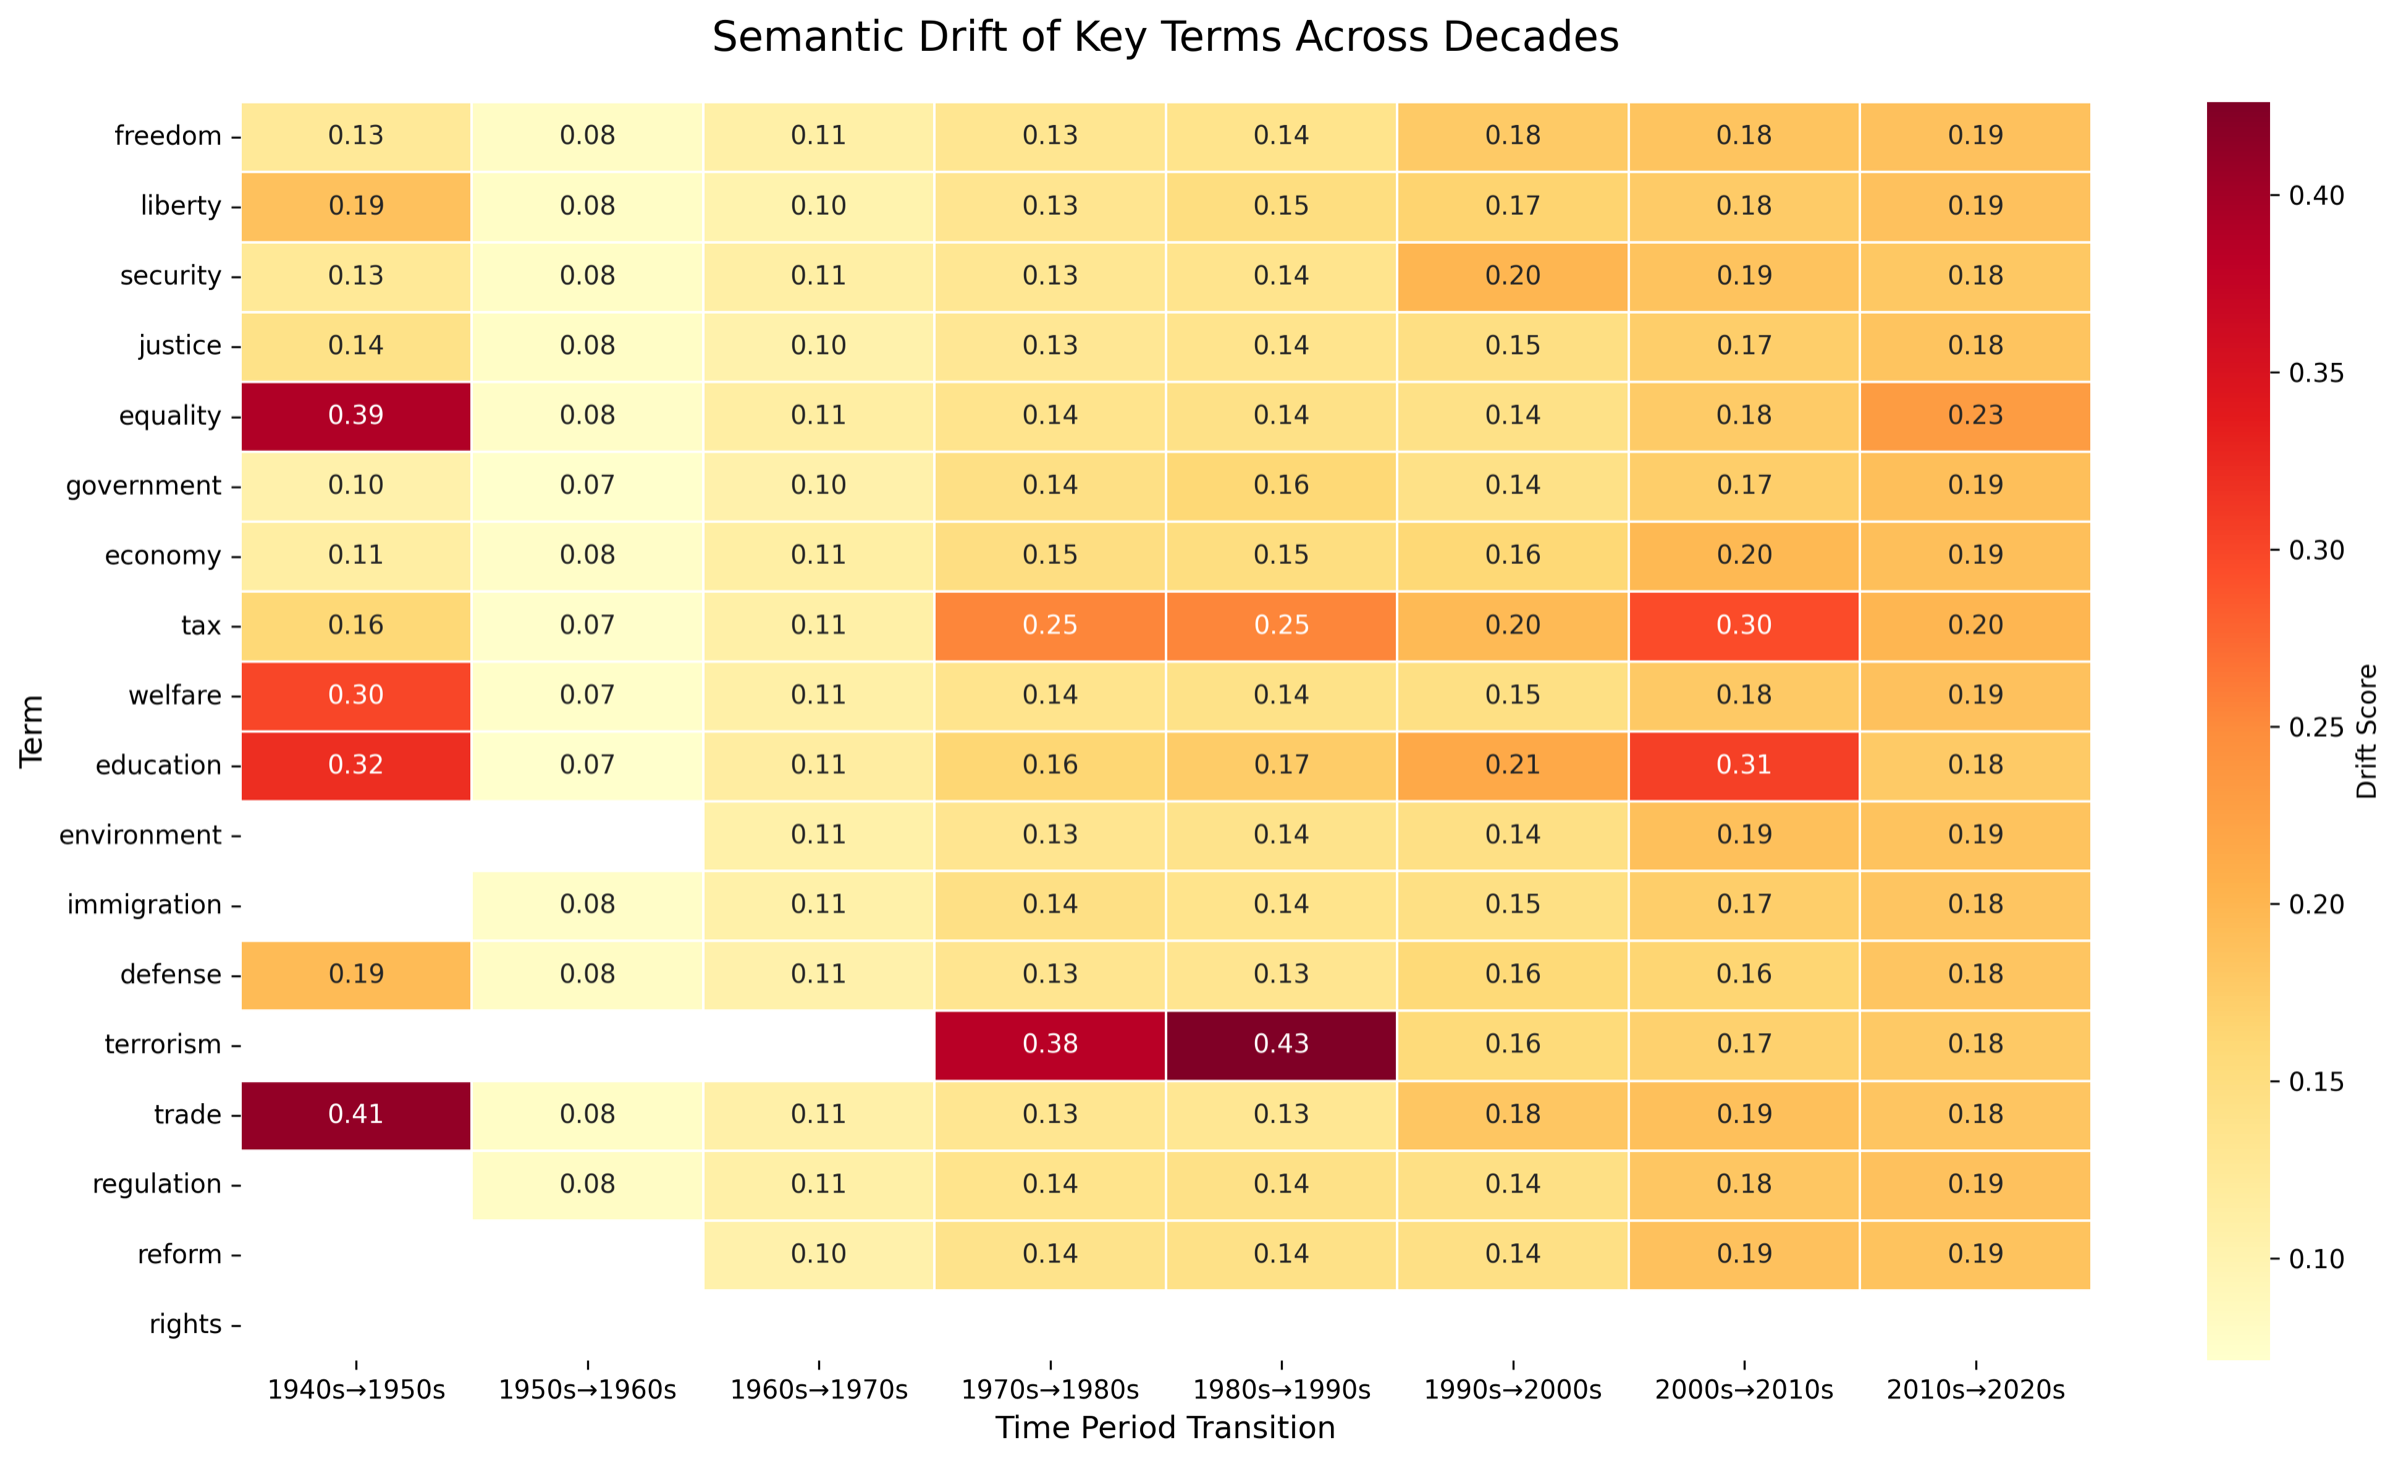 Semantic Drift of Key Terms Across Decades
freedom 0.13 0.08 0.11 0.13 0.14 0.18 0.18 0.19
liberty 0.19 0.08 0.10 0.13 0.15 0.17 0.18 0.19
security 0.13 0.08 0.11 0.13 0.14 0.20 0.19 0.18
justice 0.14 0.08 0.10 0.13 0.14 0.15 0.17 0.18
equality 0.39 0.08 0.11 0.14 0.14 0.14 0.18 0.23
government 0.10 0.07 0.10 0.14 0.16 0.14 0.17 0.19
economy 0.11 0.08 0.11 0.15 0.15 0.16 0.20 0.19
tax 0.16 0.07 0.11 0.25 0.25 0.20 0.30 0.20
welfare 0.30 0.07 0.11 0.14 0.14 0.15 0.18 0.19
education 0.32 0.07 0.11 0.16 0.17 0.21 0.31 0.18
environment 0.11 0.13 0.14 0.14 0.19 0.19
immigration 0.08 0.11 0.14 0.14 0.15 0.17 0.18
defense 0.19 0.08 0.11 0.13 0.13 0.16 0.16 0.18
terrorism 0.38 0.43 0.16 0.17 0.18
trade 0.41 0.08 0.11 0.13 0.13 0.18 0.19 0.18
regulation 0.08 0.11 0.14 0.14 0.14 0.18 0.19
reform 0.10 0.14 0.14 0.14 0.19 0.19
rights
Term
1940s→1950s 1950s→1960s 1960s→1970s 1970s→1980s 1980s→1990s 1990s→2000s 2000s→2010s 2010s→2020s
Time Period Transition
0.40
0.35
0.30
0.25
0.20
0.15
0.10
Drift Score